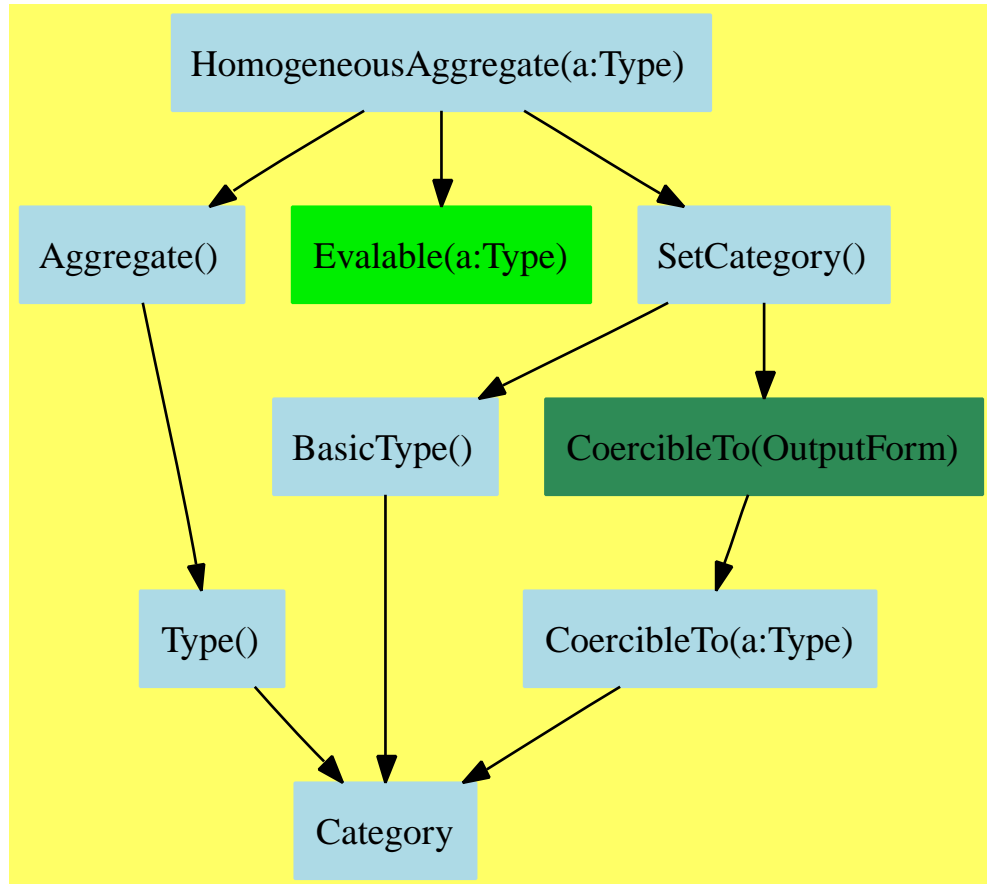 HomogeneousAggregate(a:Type)
Aggregate()
Evalable(a:Type)
SetCategory()
BasicType()
CoercibleTo(OutputForm)
Type()
CoercibleTo(a:Type)
Category